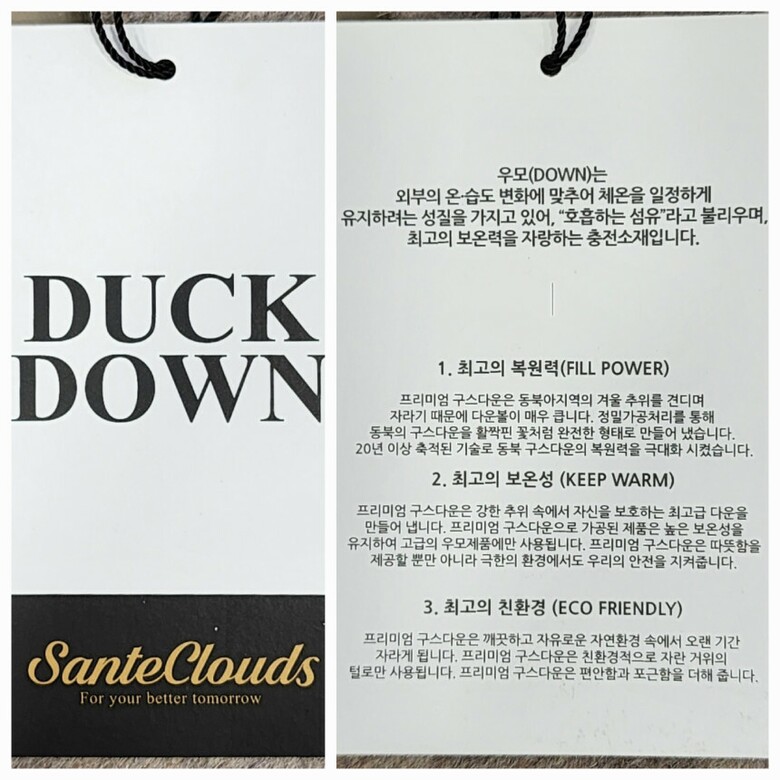 DUCK
DOWN
SanteClouds
For your better tomorrow
우모(DOWN)는
외부의 온·습도 변화에 맞추어 체온을 일정하게
유지하려는 성질을 가지고 있어, “호흡하는 섬유”라고 불리우며,
최고의 보온력을 자랑하는 충전소재입니다.
1. 최고의 복원력(FILL POWER)
프리미엄 구스다운은 동북아지역의 겨울 추위를 견디며
자라기 때문에 다운볼이 매우 큽니다. 정밀가공처리를 통해
동북의 구스다운을 활짝핀 꽃처럼 완전한 형태로 만들어 냈습니다.
20년 이상 축적된 기술로 동북 구스다운의 복원력을 극대화 시켰습니다.
2. 최고의 보온성 (KEEP WARM)
프리미엄 구스다운은 강한 추위 속에서 자신을 보호하는 최고급 다운을
만들어 냅니다. 프리미엄 구스다운으로 가공된 제품은 높은 보온성을
유지하여 고급의 우모제품에만 사용됩니다. 프리미엄 구스다운은 따뜻함을
제공할 뿐만 아니라 극한의 환경에서도 우리의 안전을 지켜줍니다.
3. 최고의 친환경 (ECO FRIENDLY)
프리미엄 구스다운은 깨끗하고 자유로운 자연환경 속에서 오랜 기간
자라게 됩니다. 프리미엄 구스다운은 친환경적으로 자란 거위의
털로만 사용됩니다. 프리미엄 구스다운은 편안함과 포근함을 더해 줍니다.